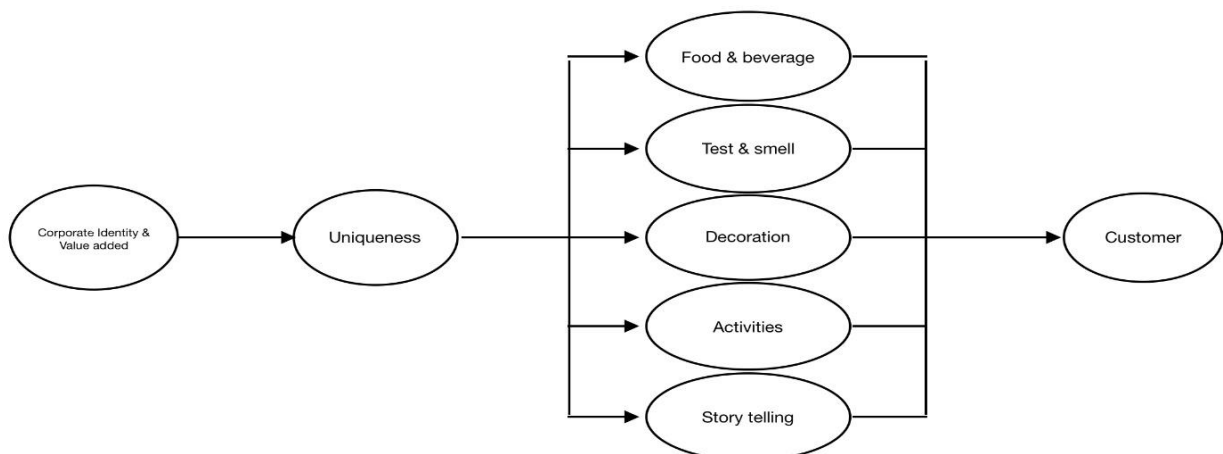 Corporate Identity &
Value added
Uniqueness
Food & beverage
Test & smell
Decoration
Activities
Story telling
Customer